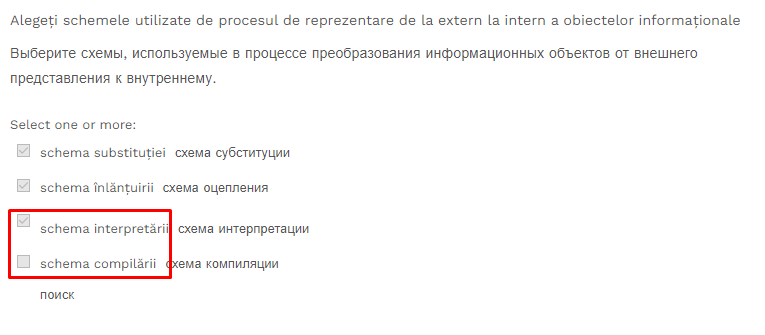 Alegeți schemele utilizate de procesul de reprezentare de la extern la intern a obiectelor informaționale
Выберите схемы, используемые в процессе преобразования информационных объектов от внешнего
представления к внутреннему.
Select one or more:
schema substituției схема субституции
schema înlănțuirii схема оцепления
schema interpretării схема интерпретации
schema compilării схема компиляции
поиск